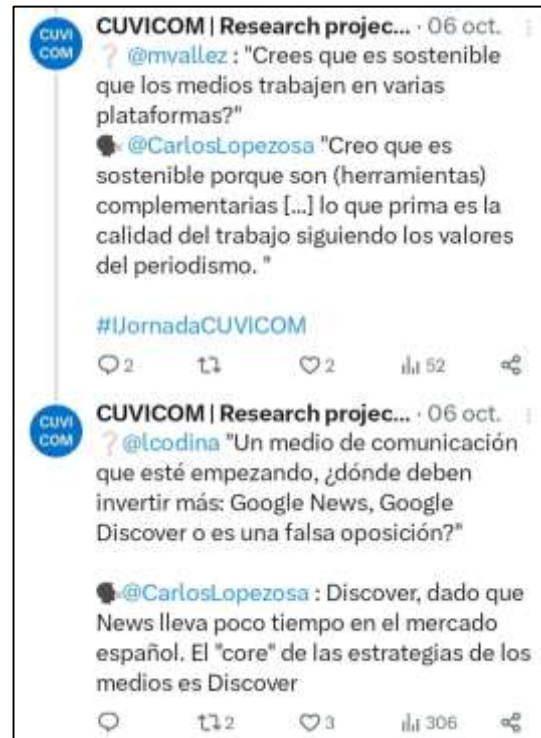 CUVI COM
CUVICOM | Research projec... · 06 oct.
@mvallez : "Crees que es sostenible
que los medios trabajen en varias
plataformas?"
@CarlosLopezosa "Creo que es
sostenible porque son (herramientas)
complementarias [...] lo que prima es la
calidad del trabajo siguiendo los valores
del periodismo. "
#IJornadaCUVICOM
2 2 52
CUVI COM
CUVICOM | Research projec... · 06 oct.
@lcodina "Un medio de comunicación
que esté empezando, ¿dónde deben
invertir más: Google News, Google
Discover o es una falsa oposición?"
@CarlosLopezosa : Discover, dado que
News lleva poco tiempo en el mercado
español. El "core" de las estrategias de los
medios es Discover
2 3 306